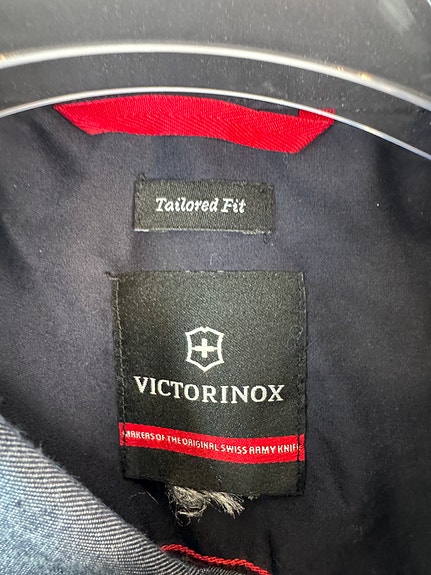 Tailored Fit
VICTORINOX
MAKERS OF THE ORIGINAL SWISS ARMY KNIFE